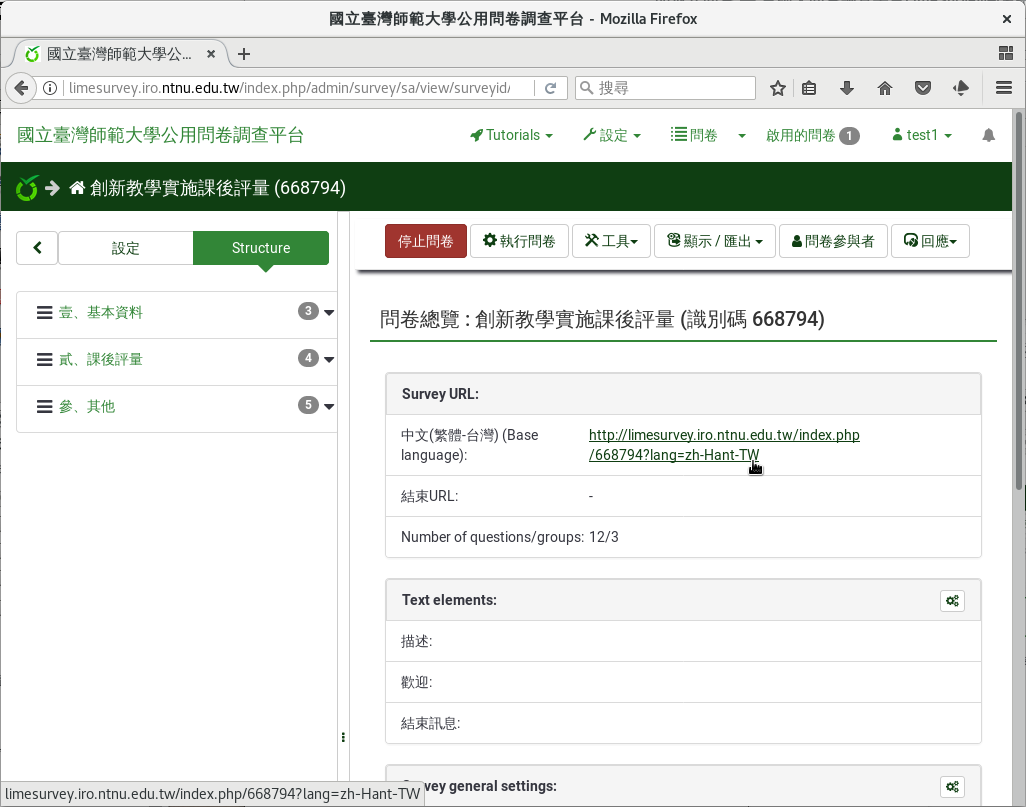 國立臺灣師範大學公用問卷調查平台 - Mozilla Firefox
國立臺灣師範大學公...
limesurvey.iro.ntnu.edu.tw/index.php/admin/survey/sa/view/surveyid/
搜尋
國立臺灣師範大學公用問卷調查平台
Tutorials
設定
問卷
啟用的問卷 1
test1
創新教學實施課後評量 (668794)
設定
Structure
停止問卷
執行問卷
工具
顯示 / 匯出
問卷參與者
回應
壹、基本資料 3
貳、課後評量 4
參、其他 5
問卷總覽 : 創新教學實施課後評量 (識別碼 668794)
Survey URL:
中文(繁體-台灣) (Base
language):
http://limesurvey.iro.ntnu.edu.tw/index.php
/668794?lang=zh-Hant-TW
結束URL:
-
Number of questions/groups: 12/3
Text elements:
描述:
歡迎:
結束訊息:
vey general settings:
limesurvey.iro.ntnu.edu.tw/index.php/668794?lang=zh-Hant-TW